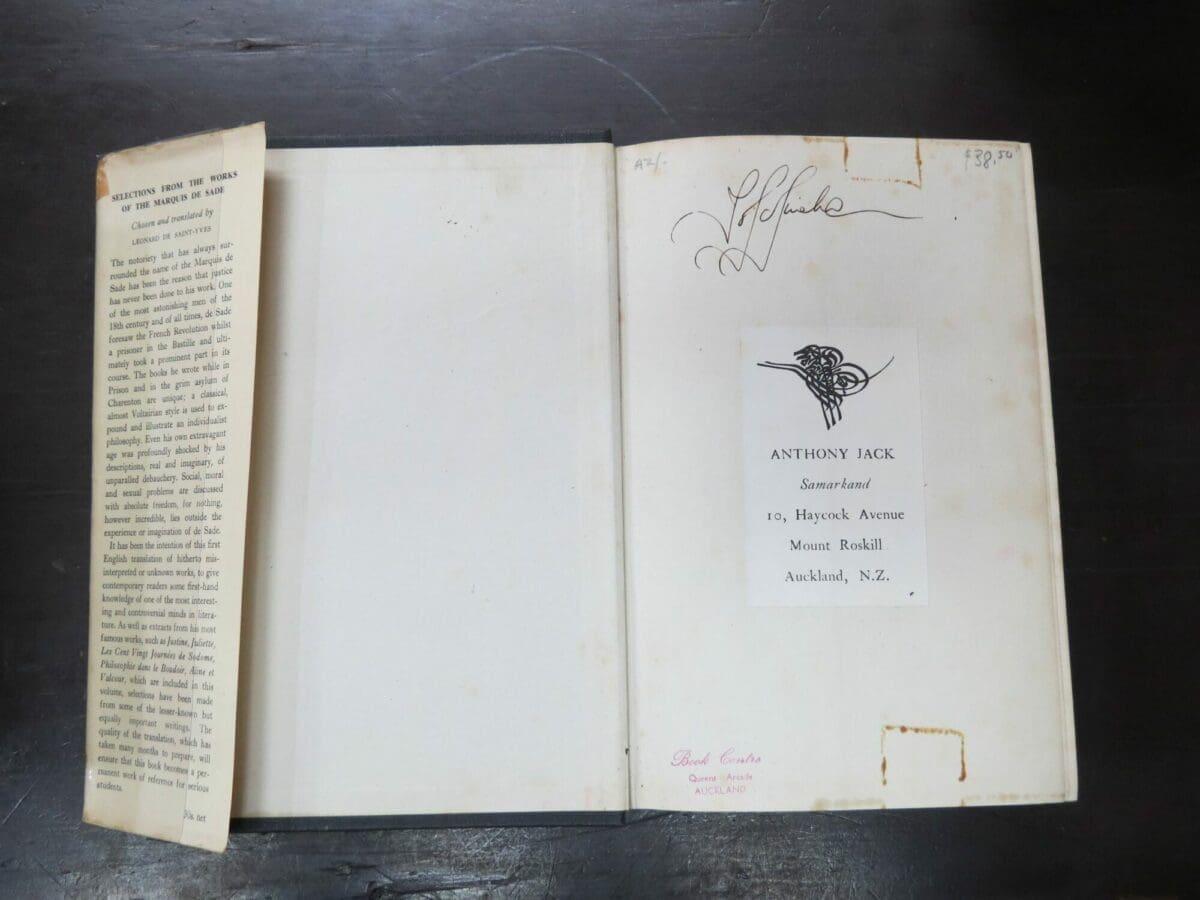 SELECTIONS FROM THE WORKS
OF THE MARQUIS DE SADE
Chosen and translated by
LEONARD DE SAINT-YVES
The notoriety that has always sur-
rounded the name of the Marquis de
Sade has been the reason that justice
has never been done to his work. One
of the most astonishing men of the
18th century and of all times, de Sade
foresaw the French Revolution whilst
a prisoner in the Bastille and ulti-
mately took a prominent part in its
course. The books he wrote while in
Prison and in the grim asylum of
Charenton are unique; a classical,
almost Voltairian style is used to ex-
pound and illustrate an individualist
philosophy. Even his own extravagant
age was profoundly shocked by his
descriptions, real and imaginary, of
unparalled debauchery. Social, moral
and sexual problems are discussed
with absolute freedom, for nothing,
however incredible, lies outside the
experience or imagination of de Sade.
It has been the intention of this first
English translation of hitherto mis-
interpreted or unknown works, to give
contemporary readers some first-hand
knowledge of one of the most interest-
ing and controversial minds in litera-
ture. As well as extracts from his most
famous works, such as Justine, Juliette,
Les Cent Vingt Journées de Sodome,
Philosophie dans le Boudoir, Aline et
Valcour, which are included in this
volume, selections have been made
from some of the lesser-known but
equally important writings. The
quality of the translation, which has
taken many months to prepare, will
ensure that this book becomes a per-
manent work of reference for serious
students.
30s. net
A2/-
$38.50
ANTHONY JACK
Samarkand
10, Haycock Avenue
Mount Roskill
Auckland, N.Z.
Book Centre
Queens Arcade
AUCKLAND